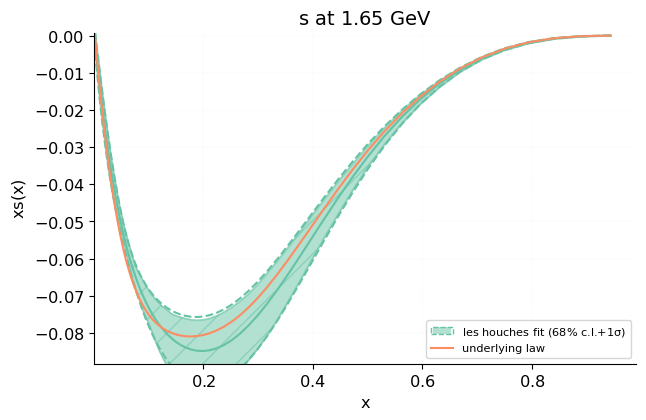 s at 1.65 GeV
0.00
−0.01
−0.02
−0.03
−0.04
−0.05
−0.06
−0.07
−0.08
xs(x)
les houches fit (68% c.l.+1σ)
underlying law
0.2 0.4 0.6 0.8
x